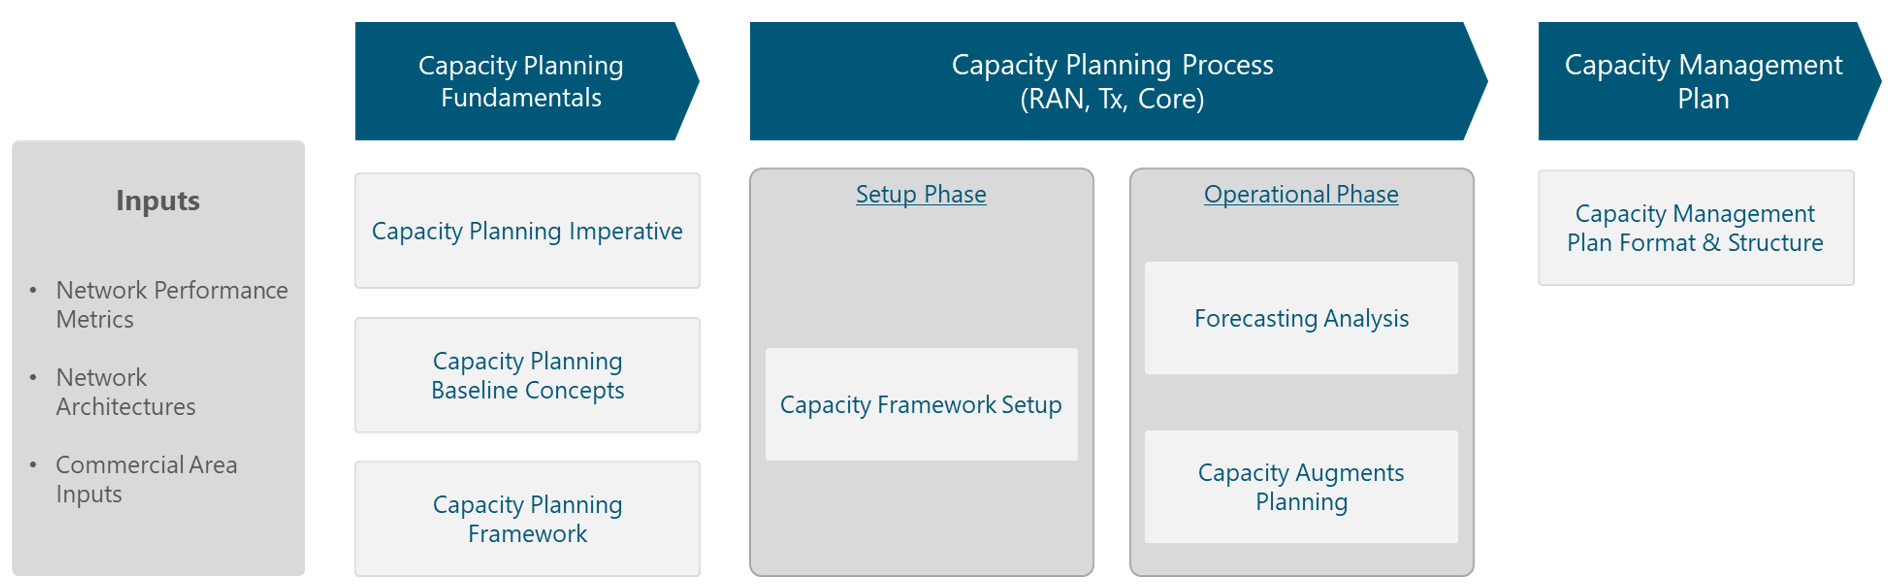 Capacity Planning
Fundamentals
Capacity Planning Process
(RAN, Tx, Core)
Capacity Management
Plan
Inputs
• Network Performance
Metrics
• Network
Architectures
• Commercial Area
Inputs
Capacity Planning Imperative
Capacity Planning
Baseline Concepts
Capacity Planning
Framework
Setup Phase
Capacity Framework Setup
Operational Phase
Forecasting Analysis
Capacity Augments
Planning
Capacity Management
Plan Format & Structure